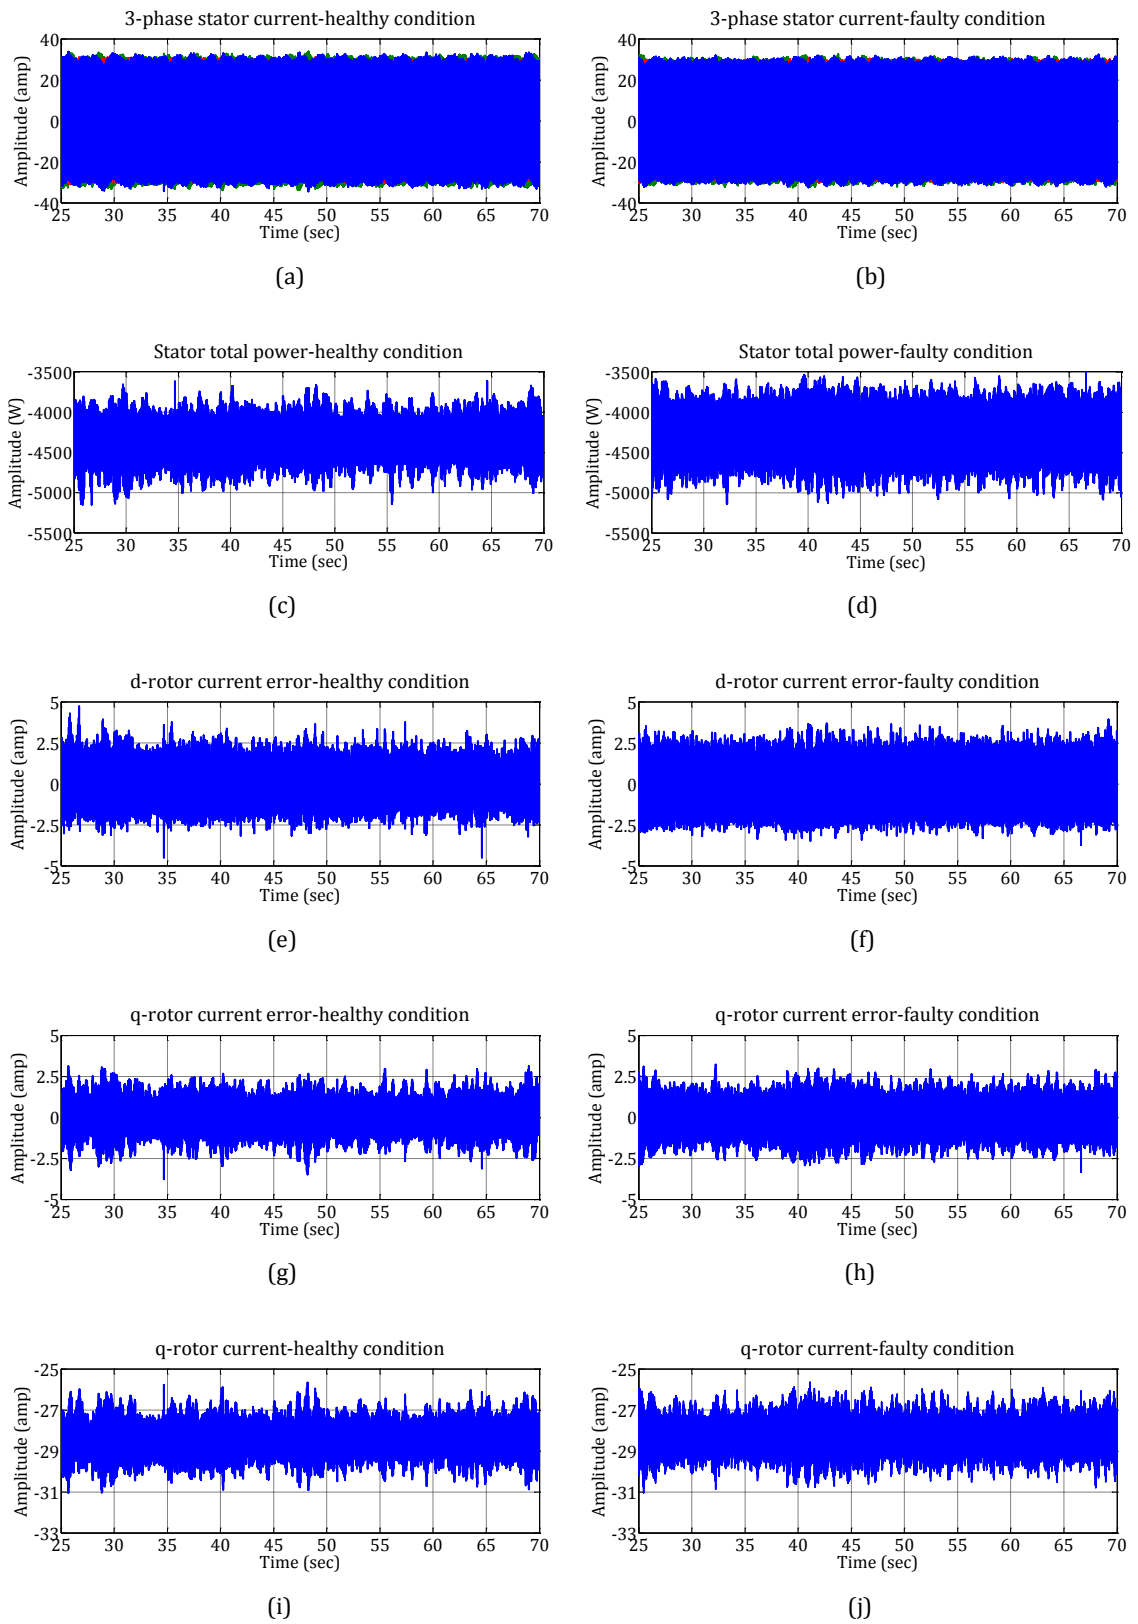 3-phase stator current-healthy condition
40
20
0
-20
-40
Amplitude (amp)
25 30 35 40 45 50 55 60 65 70
Time (sec)
(a)
3-phase stator current-faulty condition
40
20
0
-20
-40
Amplitude (amp)
25 30 35 40 45 50 55 60 65 70
Time (sec)
(b)
Stator total power-healthy condition
-3500
-4000
-4500
-5000
-5500
Amplitude (W)
25 30 35 40 45 50 55 60 65 70
Time (sec)
(c)
Stator total power-faulty condition
-3500
-4000
-4500
-5000
-5500
Amplitude (W)
25 30 35 40 45 50 55 60 65 70
Time (sec)
(d)
d-rotor current error-healthy condition
5
2.5
0
-2.5
-5
Amplitude (amp)
25 30 35 40 45 50 55 60 65 70
Time (sec)
(e)
d-rotor current error-faulty condition
5
2.5
0
-2.5
-5
Amplitude (amp)
25 30 35 40 45 50 55 60 65 70
Time (sec)
(f)
q-rotor current error-healthy condition
5
2.5
0
-2.5
-5
Amplitude (amp)
25 30 35 40 45 50 55 60 65 70
Time (sec)
(g)
q-rotor current error-faulty condition
5
2.5
0
-2.5
-5
Amplitude (amp)
25 30 35 40 45 50 55 60 65 70
Time (sec)
(h)
q-rotor current-healthy condition
-25
-27
-29
-31
-33
Amplitude (amp)
25 30 35 40 45 50 55 60 65 70
Time (sec)
(i)
q-rotor current-faulty condition
-25
-27
-29
-31
-33
Amplitude (amp)
25 30 35 40 45 50 55 60 65 70
Time (sec)
(j)